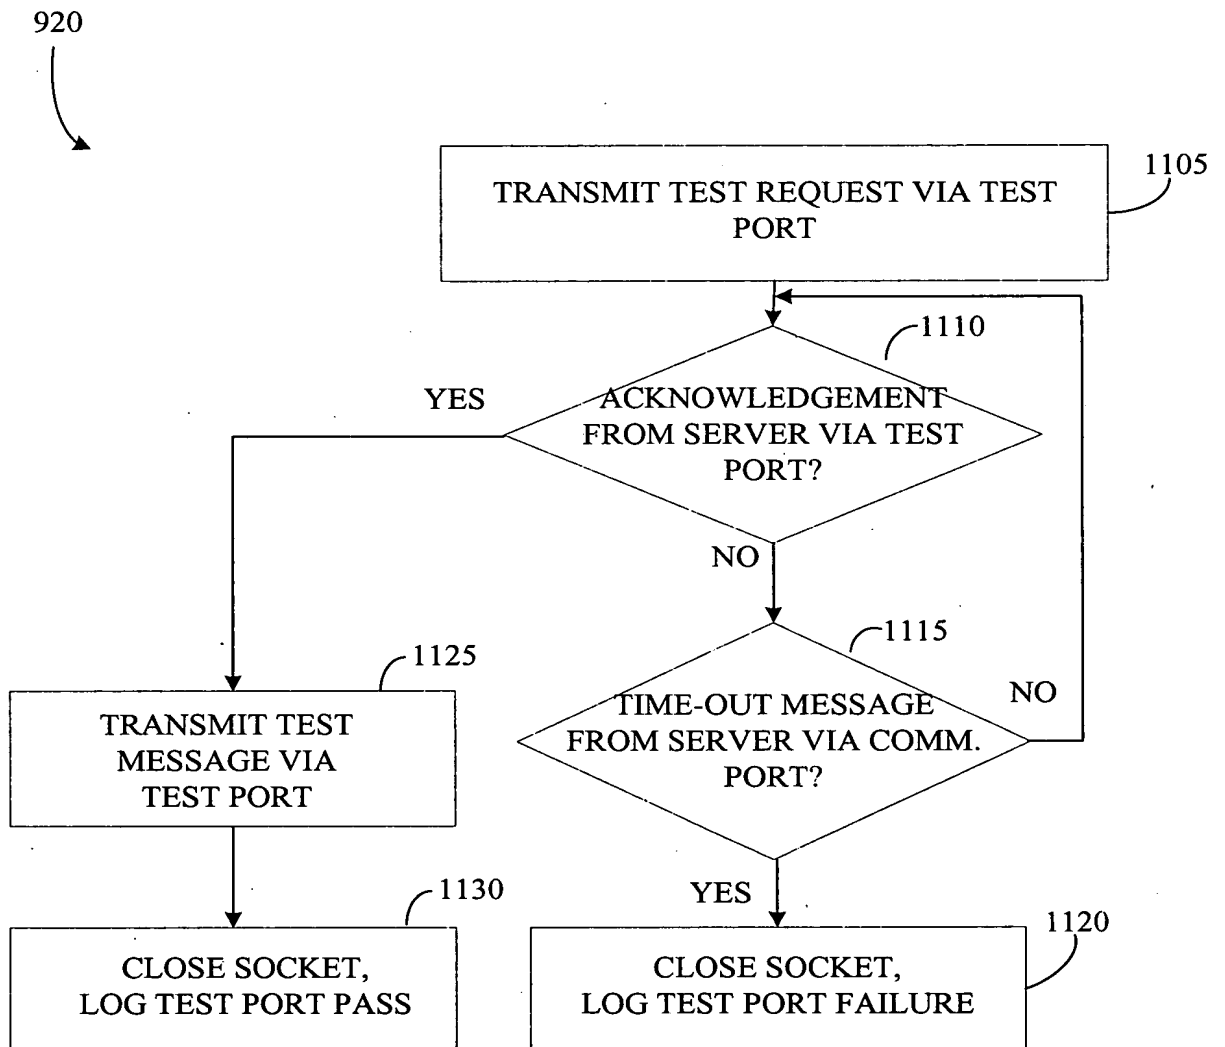 920
1105
TRANSMIT TEST REQUEST VIA TEST
PORT
1110
YES
ACKNOWLEDGEMENT
FROM SERVER VIA TEST
PORT?
NO
1115
1125
NO
TIME-OUT MESSAGE
FROM SERVER VIA COMM.
PORT?
TRANSMIT TEST
MESSAGE VIA
TEST PORT
YES
1130
1120
CLOSE SOCKET,
LOG TEST PORT PASS
CLOSE SOCKET,
LOG TEST PORT FAILURE